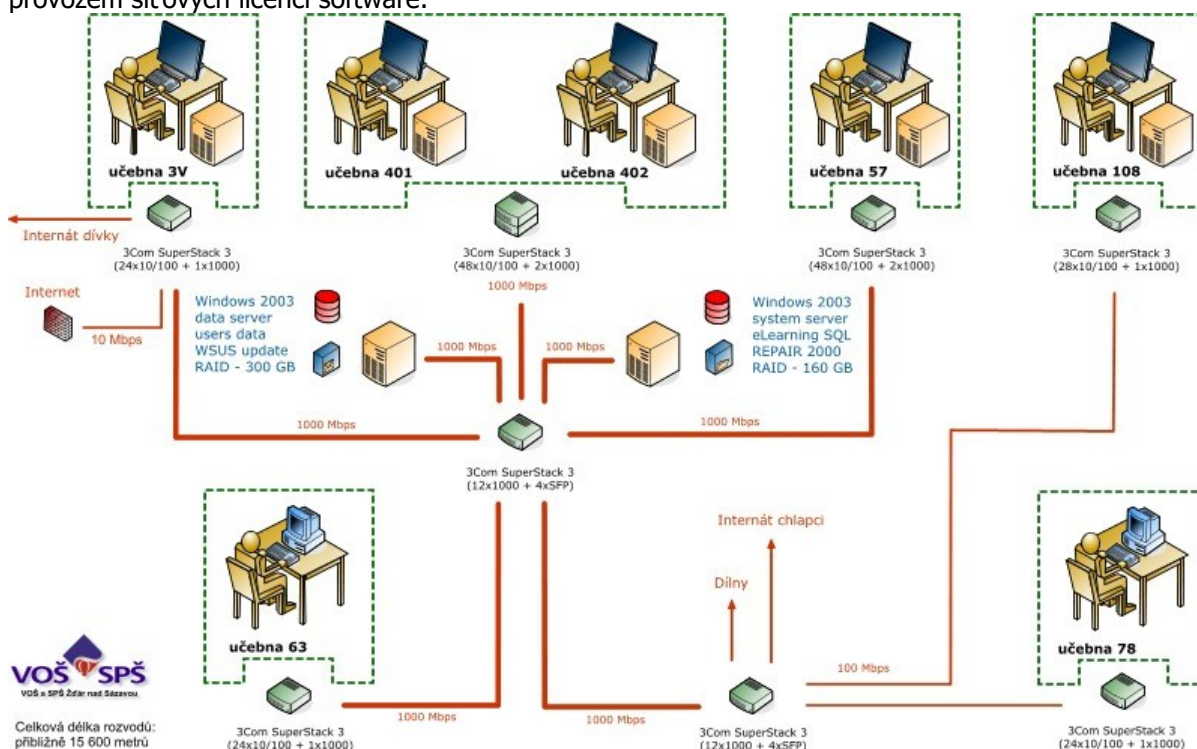 provozem síťových licencí software.
učebna 3V
učebna 401
učebna 402
učebna 57
učebna 108
Internát dívky
3Com SuperStack 3
(24x10/100 + 1x1000)
3Com SuperStack 3
(48x10/100 + 2x1000)
3Com SuperStack 3
(48x10/100 + 2x1000)
3Com SuperStack 3
(28x10/100 + 1x1000)
Internet
10 Mbps
1000 Mbps
Windows 2003
data server
users data
WSUS update
RAID - 300 GB
1000 Mbps
1000 Mbps
Windows 2003
system server
eLearning SQL
REPAIR 2000
RAID - 160 GB
1000 Mbps
1000 Mbps
3Com SuperStack 3
(12x1000 + 4xSFP)
Internát chlapci
Dílny
učebna 63
učebna 78
100 Mbps
VOŠ SPŠ
VOŠ a SPŠ Žďár nad Sázavou
1000 Mbps
1000 Mbps
Celková délka rozvodů:
přibližně 15 600 metrů
3Com SuperStack 3
(24x10/100 + 1x1000)
3Com SuperStack 3
(12x1000 + 4xSFP)
3Com SuperStack 3
(24x10/100 + 1x1000)